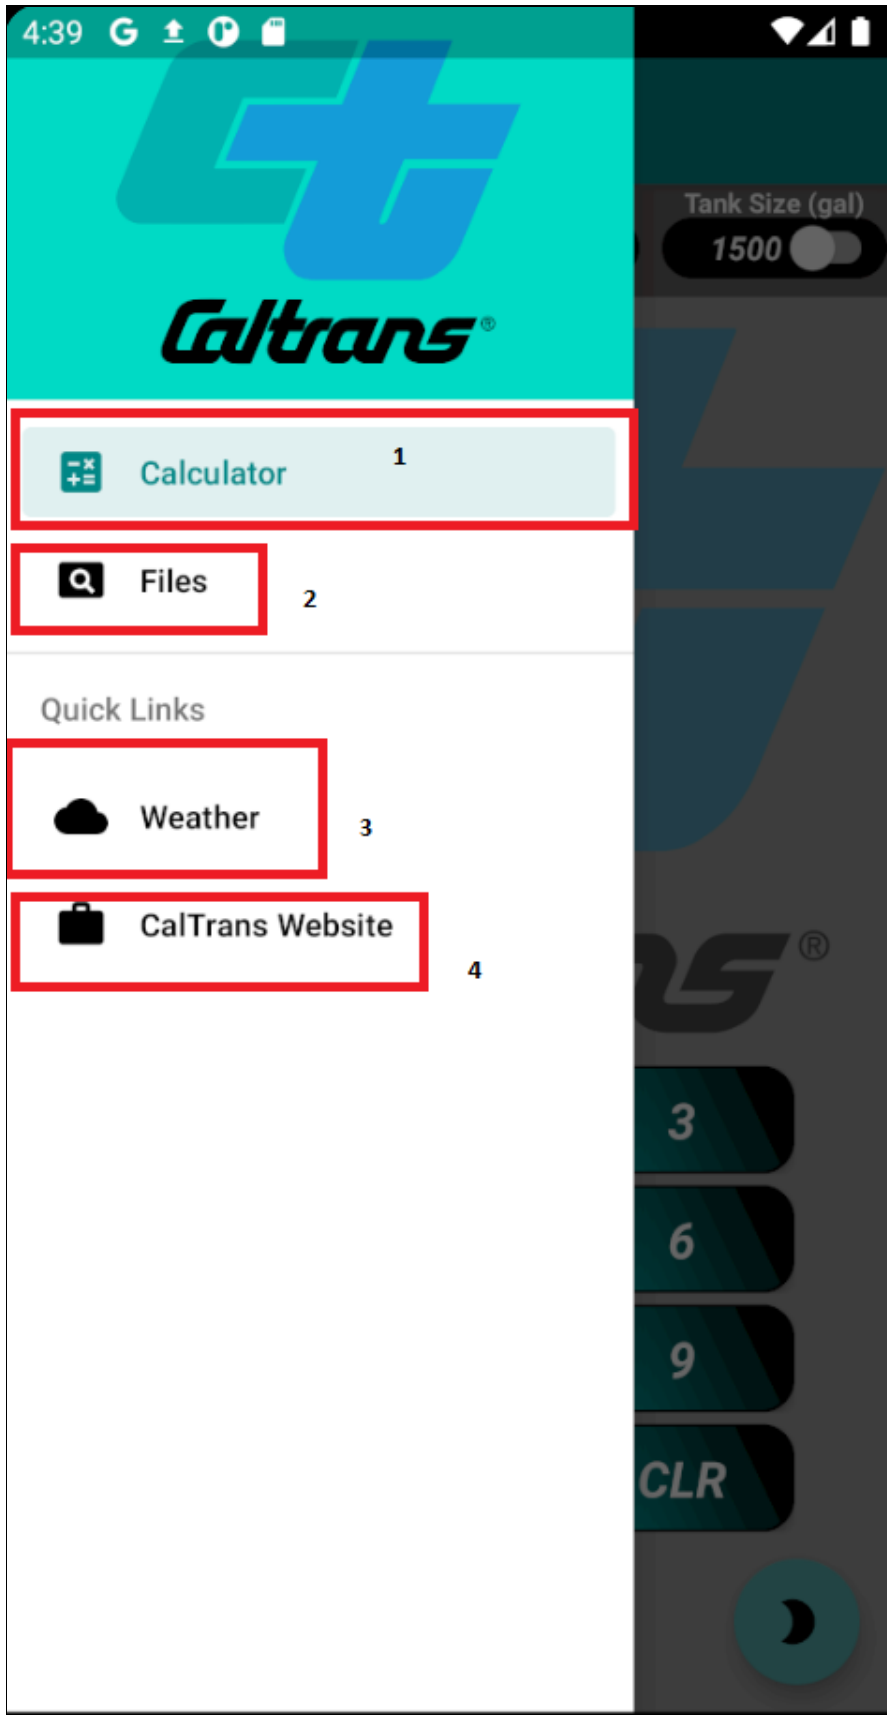 4:39
Tank Size (gal)
1500
Caltrans®
Calculator
1
Files
2
Quick Links
Weather
3
CalTrans Website
4
ns®
3
6
9
CLR